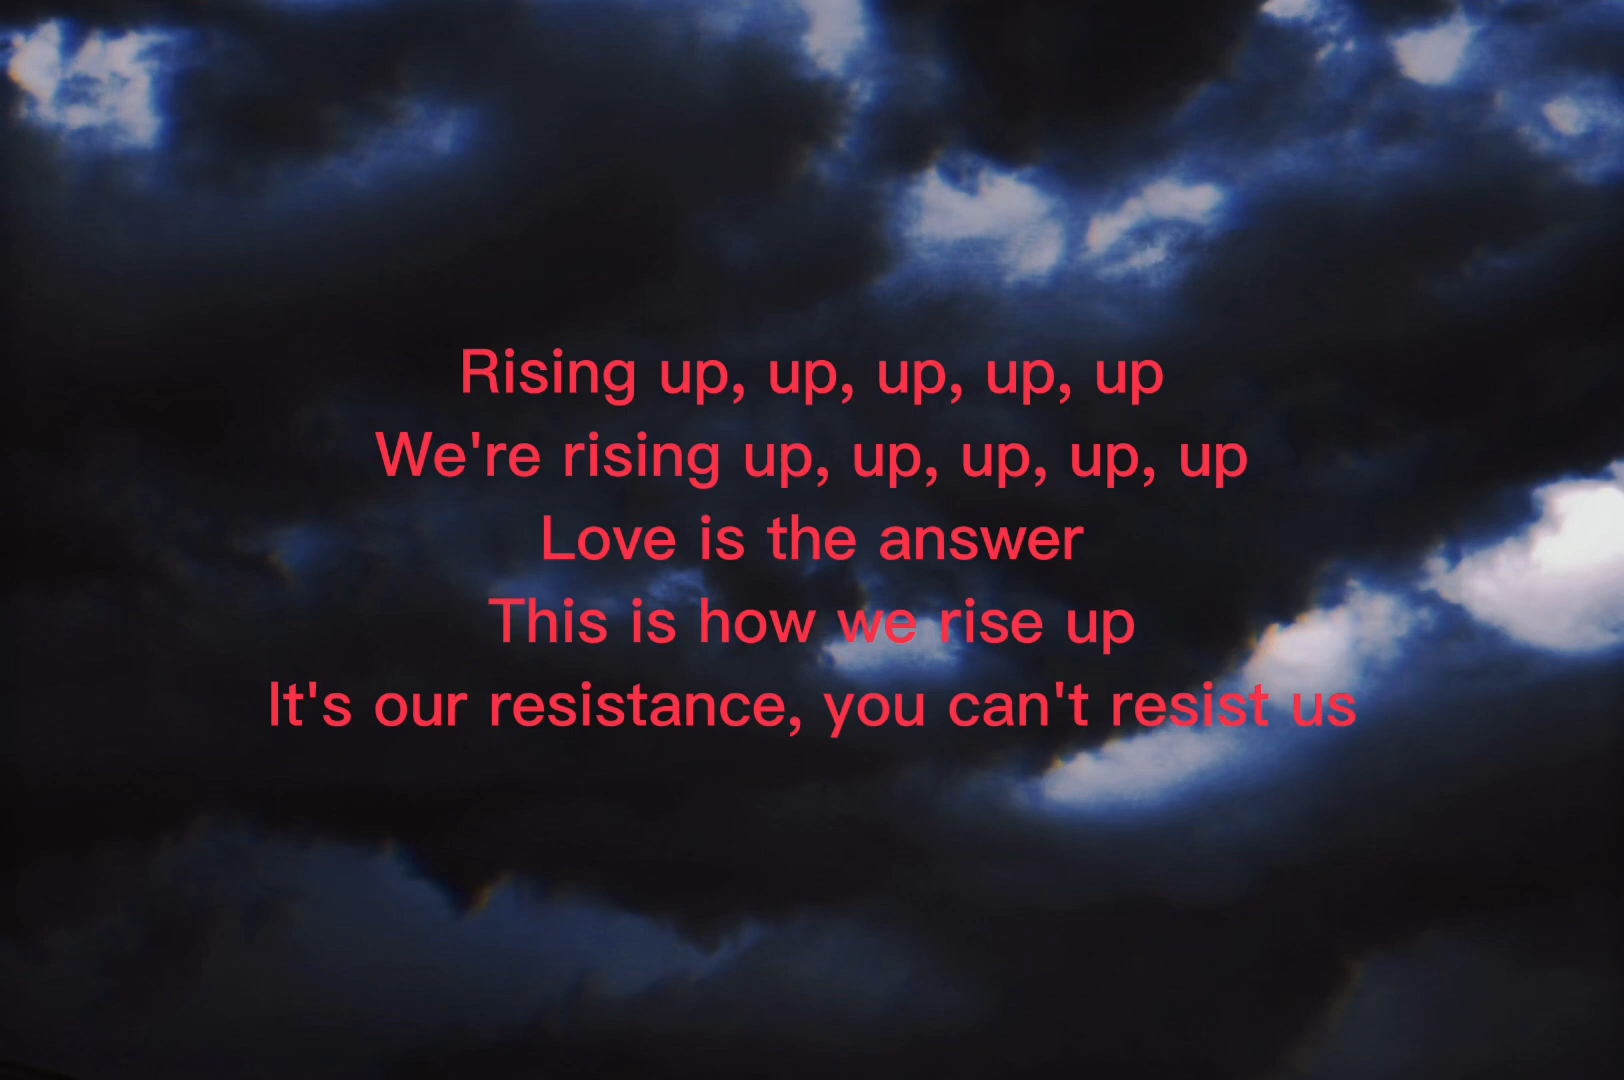 Rising up, up, up, up, up
We're rising up, up, up, up, up
Love is the answer
This is how we rise up
It's our resistance, you can't resist us